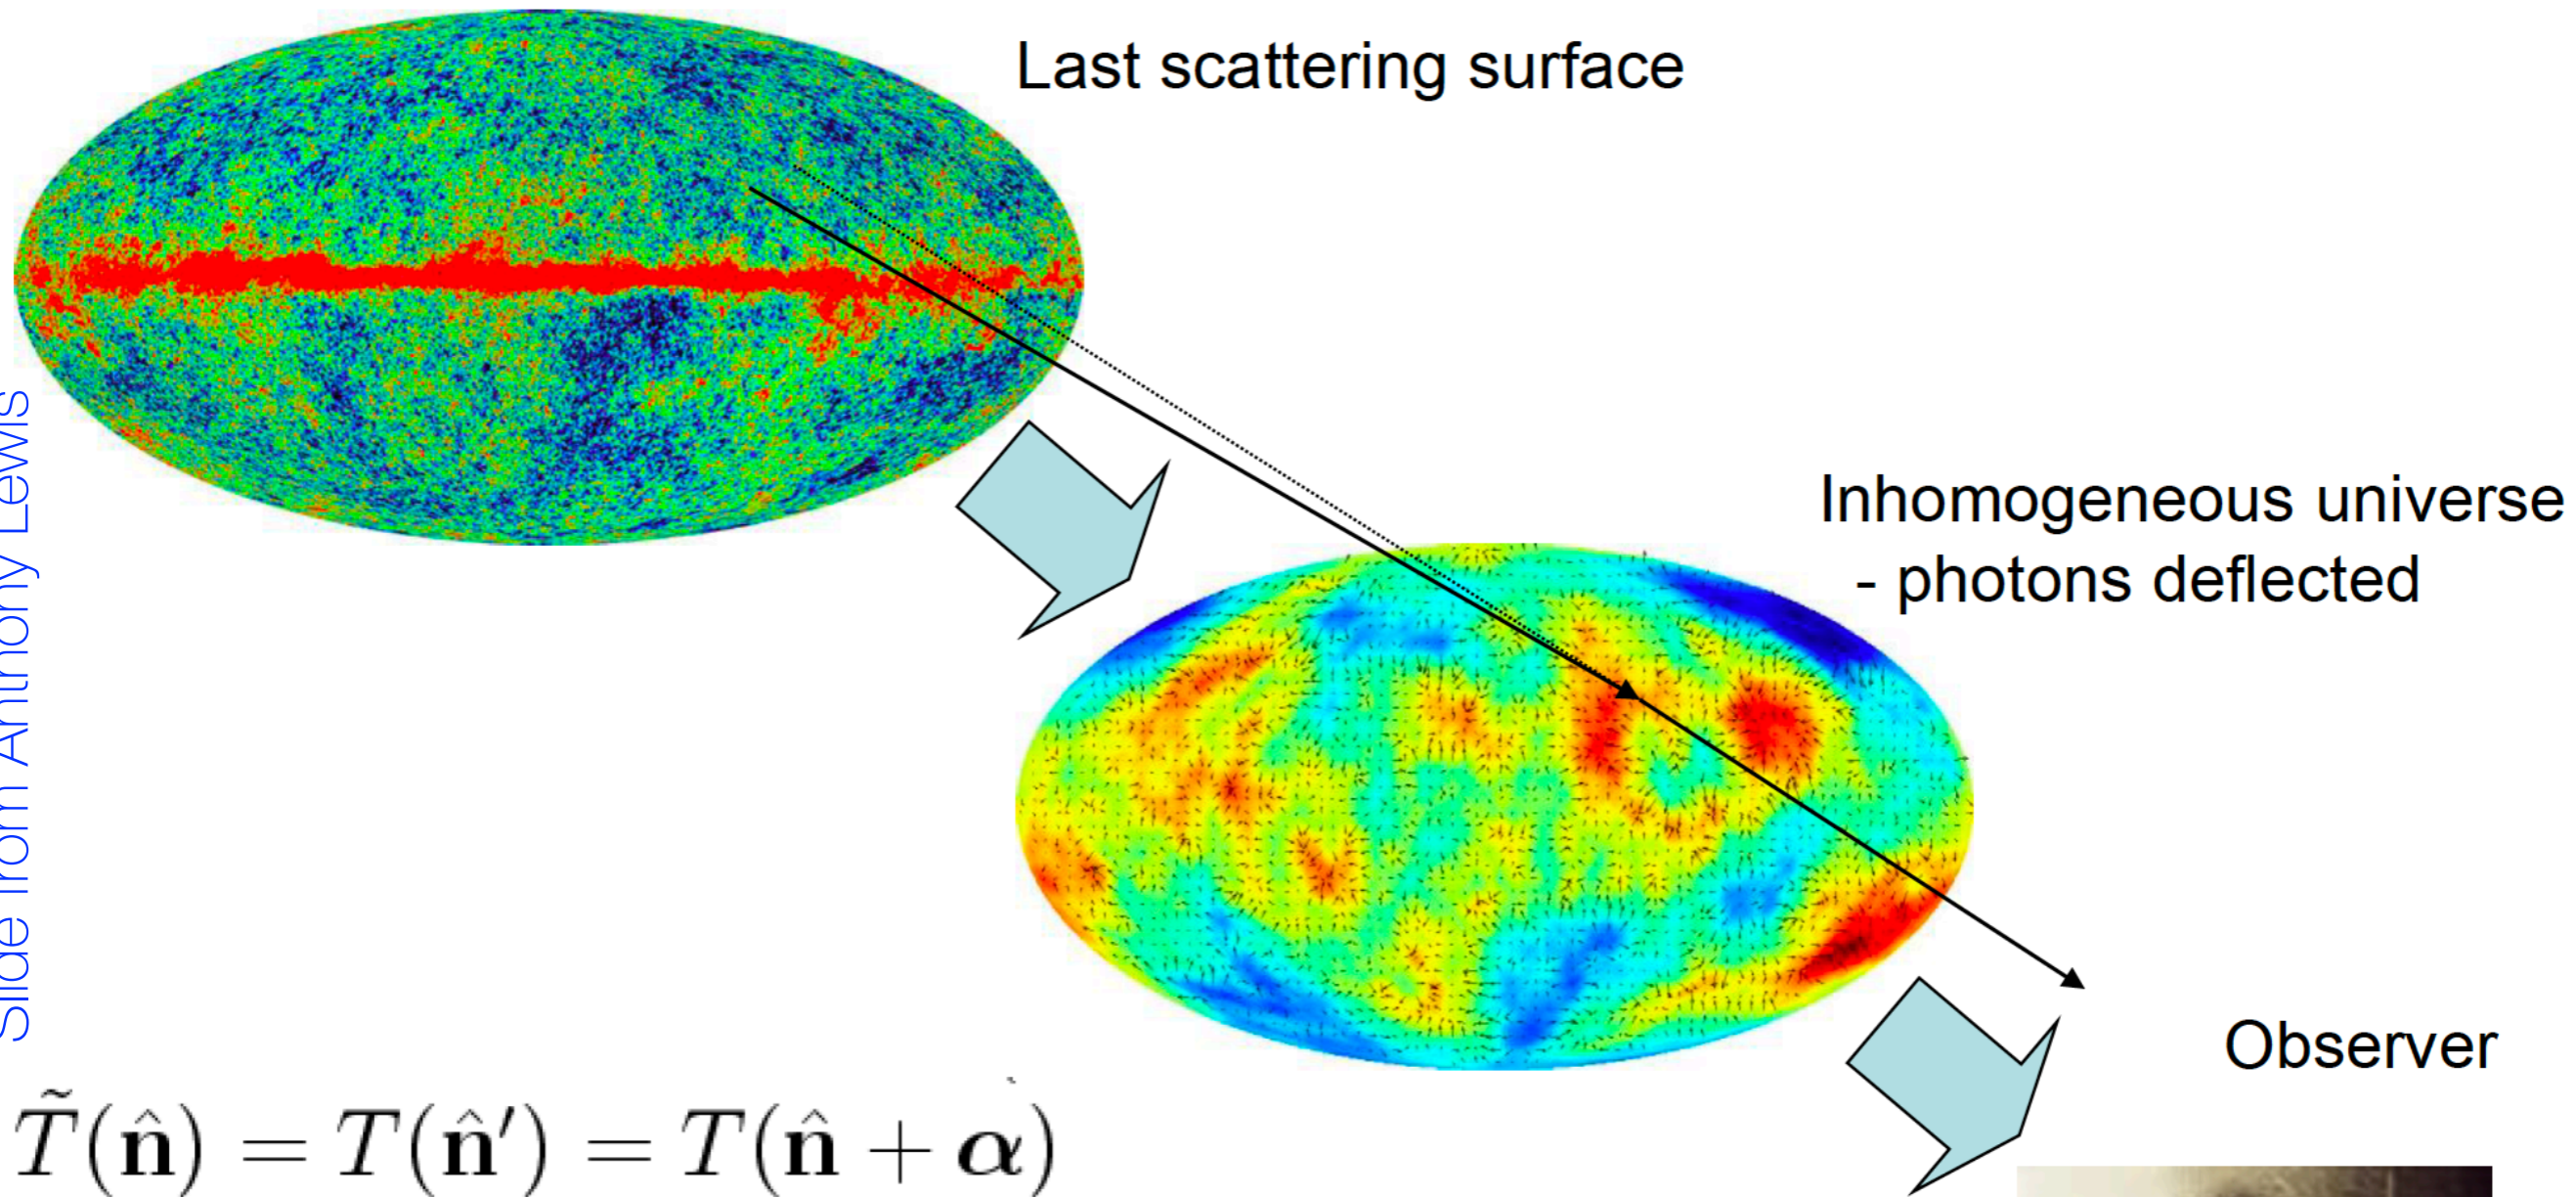 Last scattering surface
Inhomogeneous universe
- photons deflected
Observer
Slide from Anthony Lewis
T̃(n̂) = T(n̂′) = T(n̂ + α)